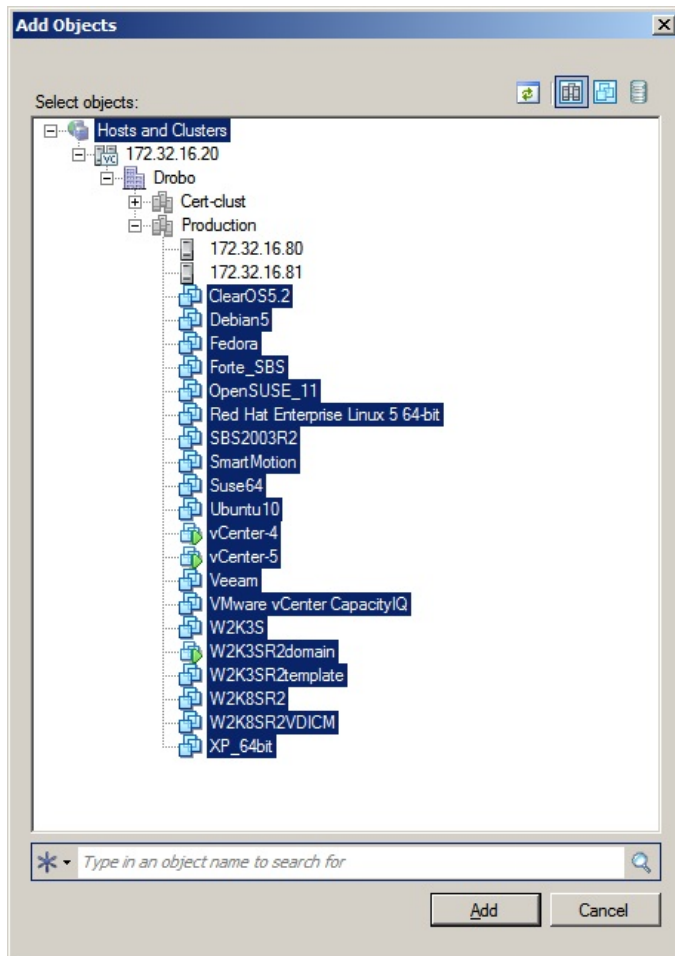 Add Objects
Select objects:
Hosts and Clusters
172.32.16.20
Drobo
Cert-clust
Production
172.32.16.80
172.32.16.81
ClearOS5.2
Debian5
Fedora
Forte_SBS
OpenSUSE_11
Red Hat Enterprise Linux 5 64-bit
SBS2003R2
SmartMotion
Suse64
Ubuntu10
vCenter-4
vCenter-5
Veeam
VMware vCenter CapacityIQ
W2K3S
W2K3SR2domain
W2K3SR2template
W2K8SR2
W2K8SR2VDICM
XP_64bit
Type in an object name to search for
Add Cancel